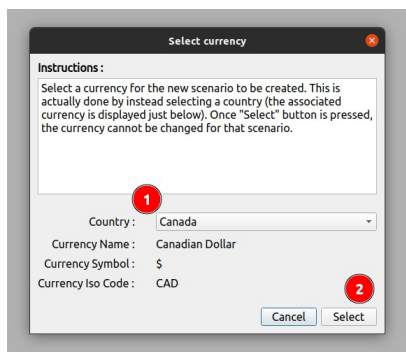 Select currency
Instructions :
Select a currency for the new scenario to be created. This is
actually done by instead selecting a country (the associated
currency is displayed just below). Once "Select" button is pressed,
the currency cannot be changed for that scenario.
1
Country : Canada
Currency Name : Canadian Dollar
Currency Symbol : $
Currency Iso Code : CAD
2
Cancel Select